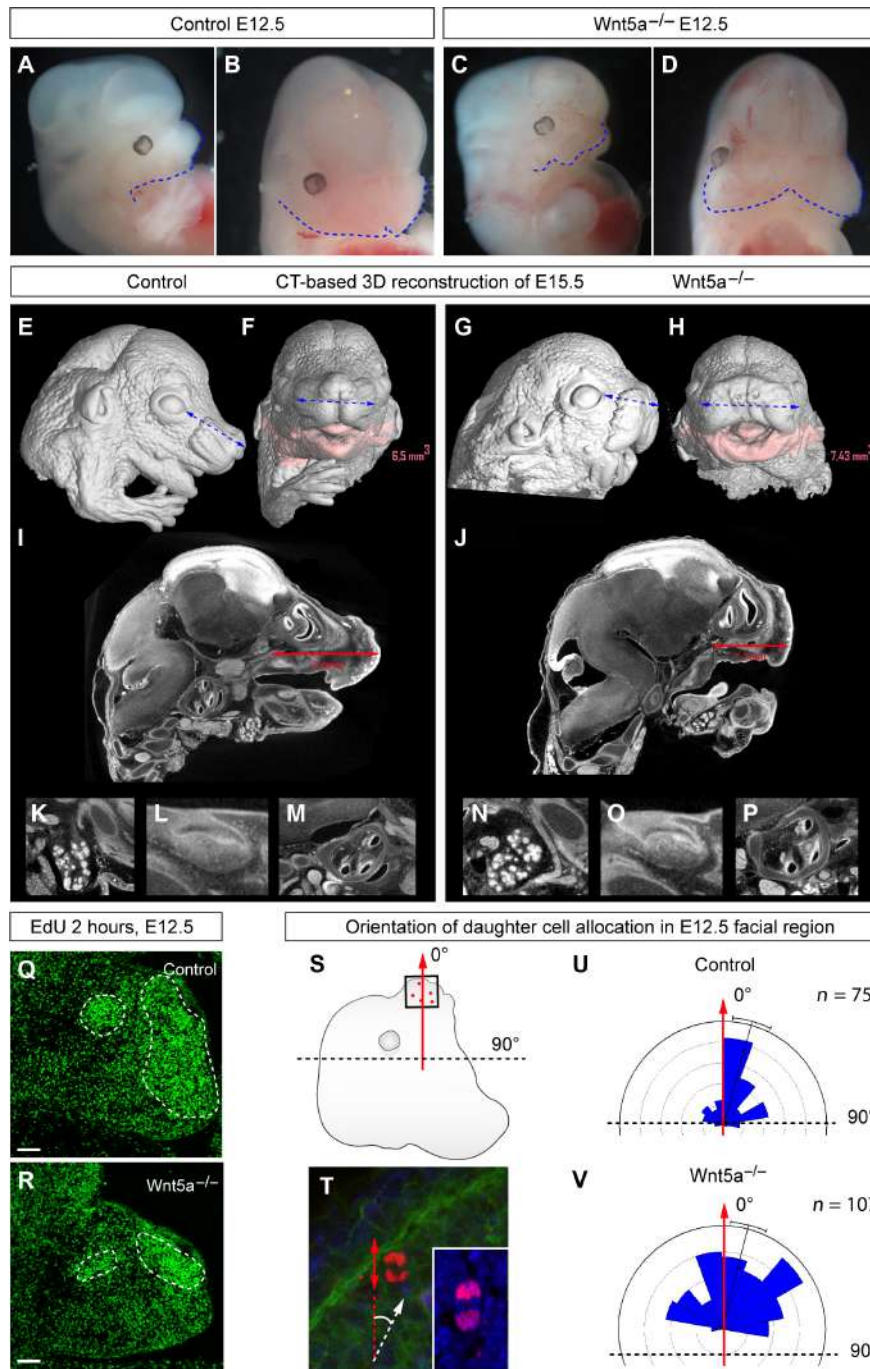 Control E12.5
Wnt5a−/− E12.5
A
B
C
D
Control
CT-based 3D reconstruction of E15.5
Wnt5a−/−
E
F
G
H
6,5 mm3
7,43 mm
I
J
K
L
M
N
O
P
EdU 2 hours, E12.5
Orientation of daughter cell allocation in E12.5 facial region
Q
Control
S
0°
90°
U
Control
0°
n = 75
90°
R
Wnt5a−/−
T
V
Wnt5a−/−
0°
n = 107
90